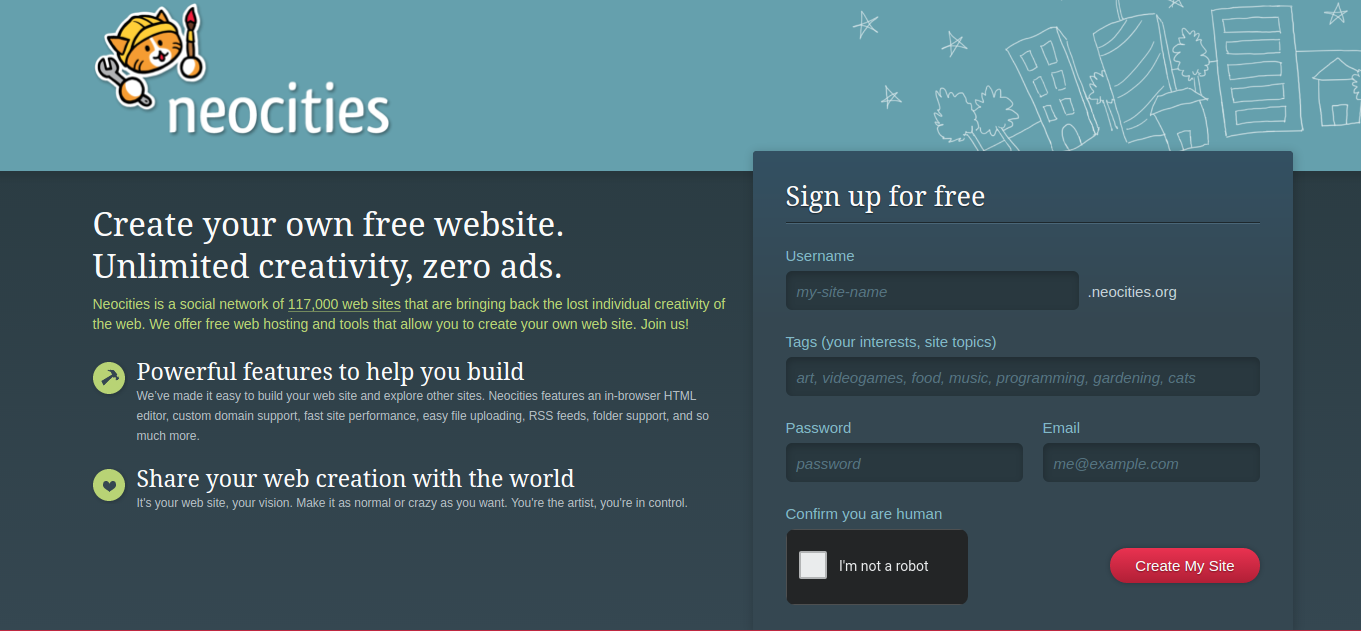 neocities
Create your own free website.
Unlimited creativity, zero ads.
Neocities is a social network of 117,000 web sites that are bringing back the lost individual creativity of
the web. We offer free web hosting and tools that allow you to create your own web site. Join us!
Powerful features to help you build
We've made it easy to build your web site and explore other sites. Neocities features an in-browser HTML
editor, custom domain support, fast site performance, easy file uploading, RSS feeds, folder support, and so
much more.
Share your web creation with the world
It's your web site, your vision. Make it as normal or crazy as you want. You're the artist, you're in control.
Sign up for free
Username
my-site-name .neocities.org
Tags (your interests, site topics)
art, videogames, food, music, programming, gardening, cats
Password Email
password me@example.com
Confirm you are human
I'm not a robot Create My Site